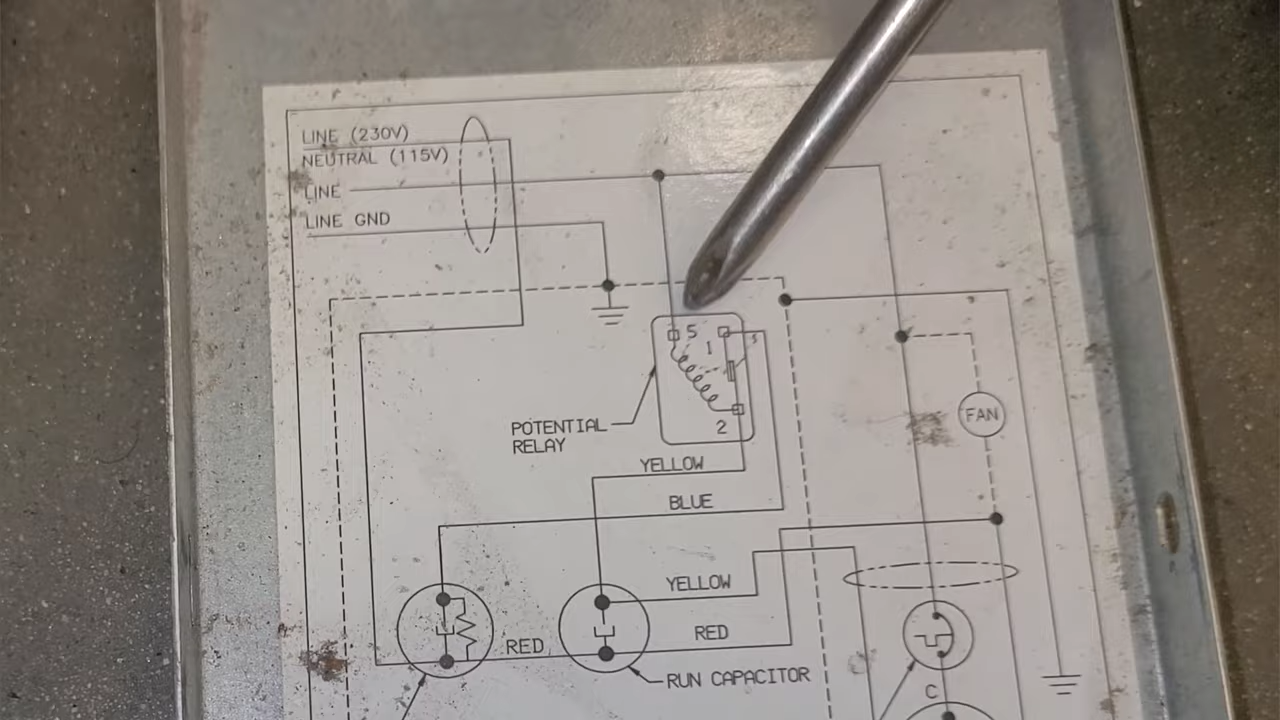 LINE (230V)
NEUTRAL (115V)
LINE
LINE GND
5
1
2
POTENTIAL
RELAY
FAN
YELLOW
BLUE
YELLOW
RED
RED
RUN CAPACITOR
C